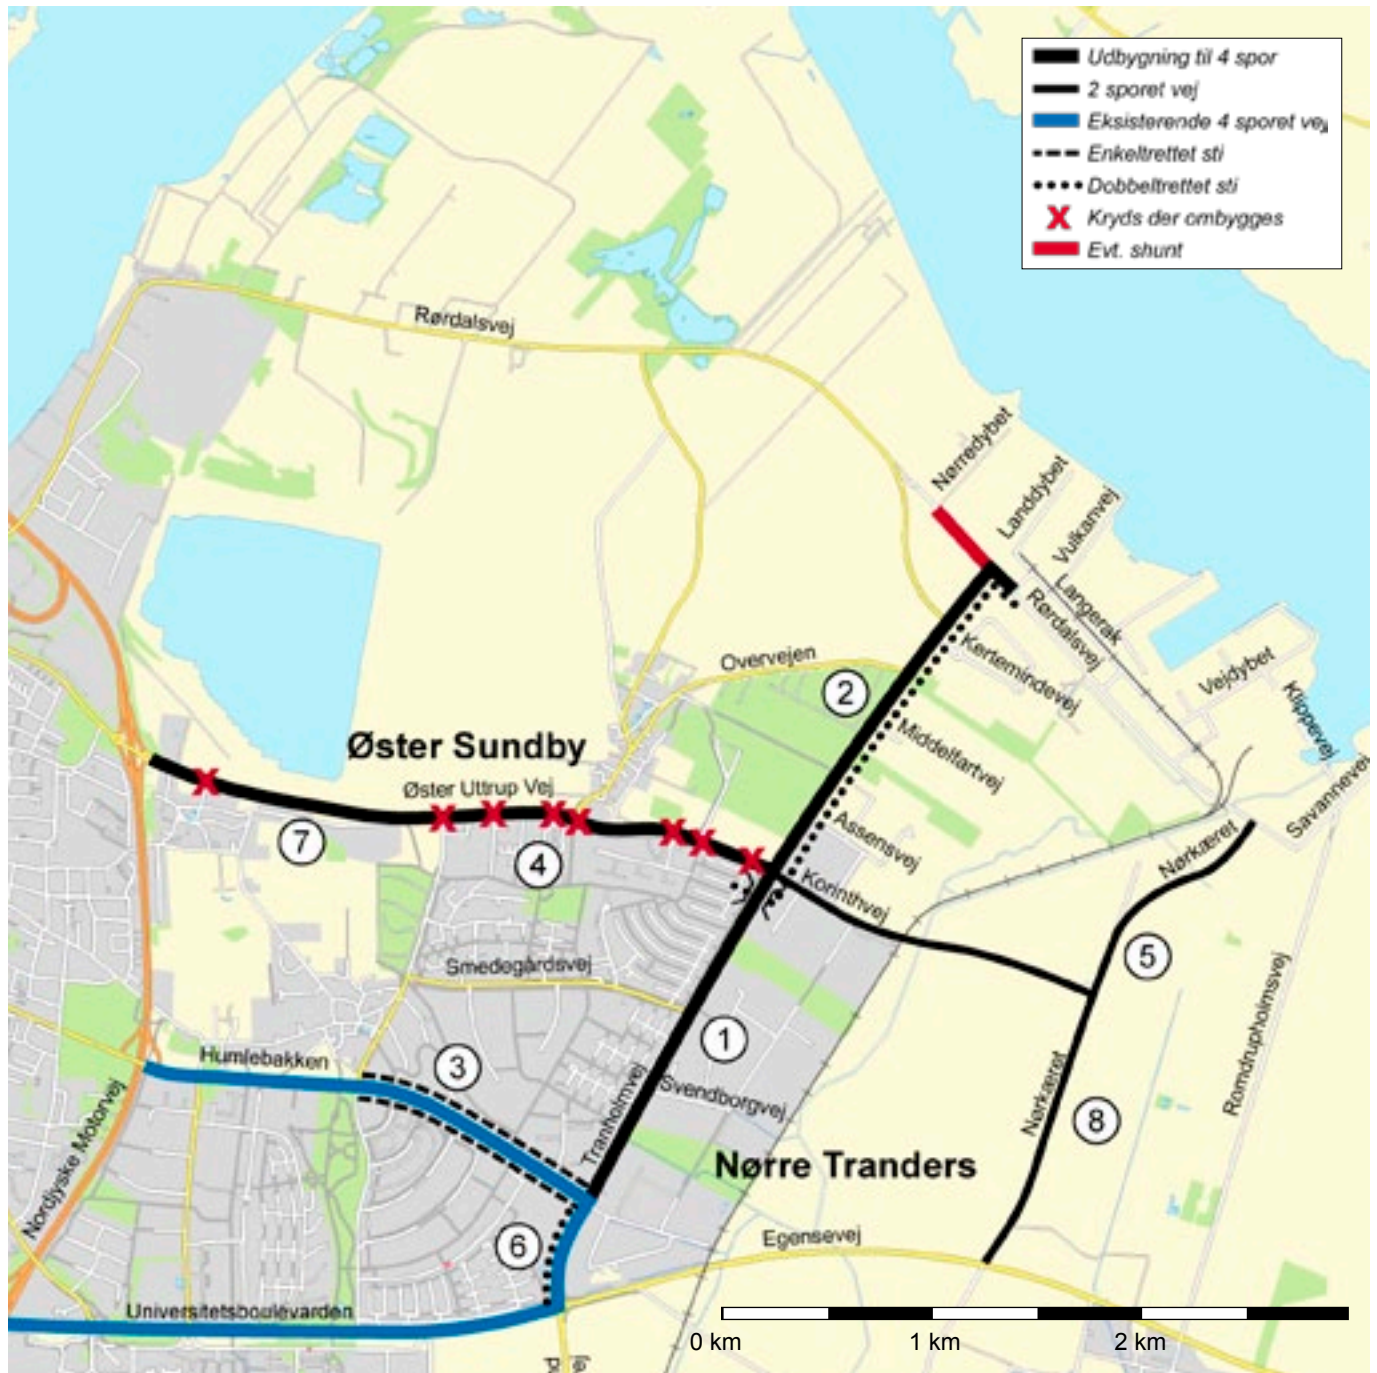 Udbygning til 4 spor
2 sporet vej
Eksisterende 4 sporet vej
Enkeltrettet sti
Dobbeltrettet sti
X Kryds der ombygges
Evt. shunt
Rørdalsvej
Nørredybet
Landdybet
Vulkanvej
Langerak
Rørdalsvej
Kertemindevej
Overvejen
2
Vejdybet
Klippevej
Middelfartvej
Øster Sundby
Øster Uttrup Vej
Savannevej
7
4
Assensvej
Nørkæret
Korinthvej
5
Smedegårdsvej
Romdrupholmsvej
1
Humlebakken
3
Tranholmvej
Svendborgvej
Nørkæret
8
Nordjyske Motorvej
Nørre Tranders
6
Egensevej
Universitetsboulevarden
0 km
1 km
2 km